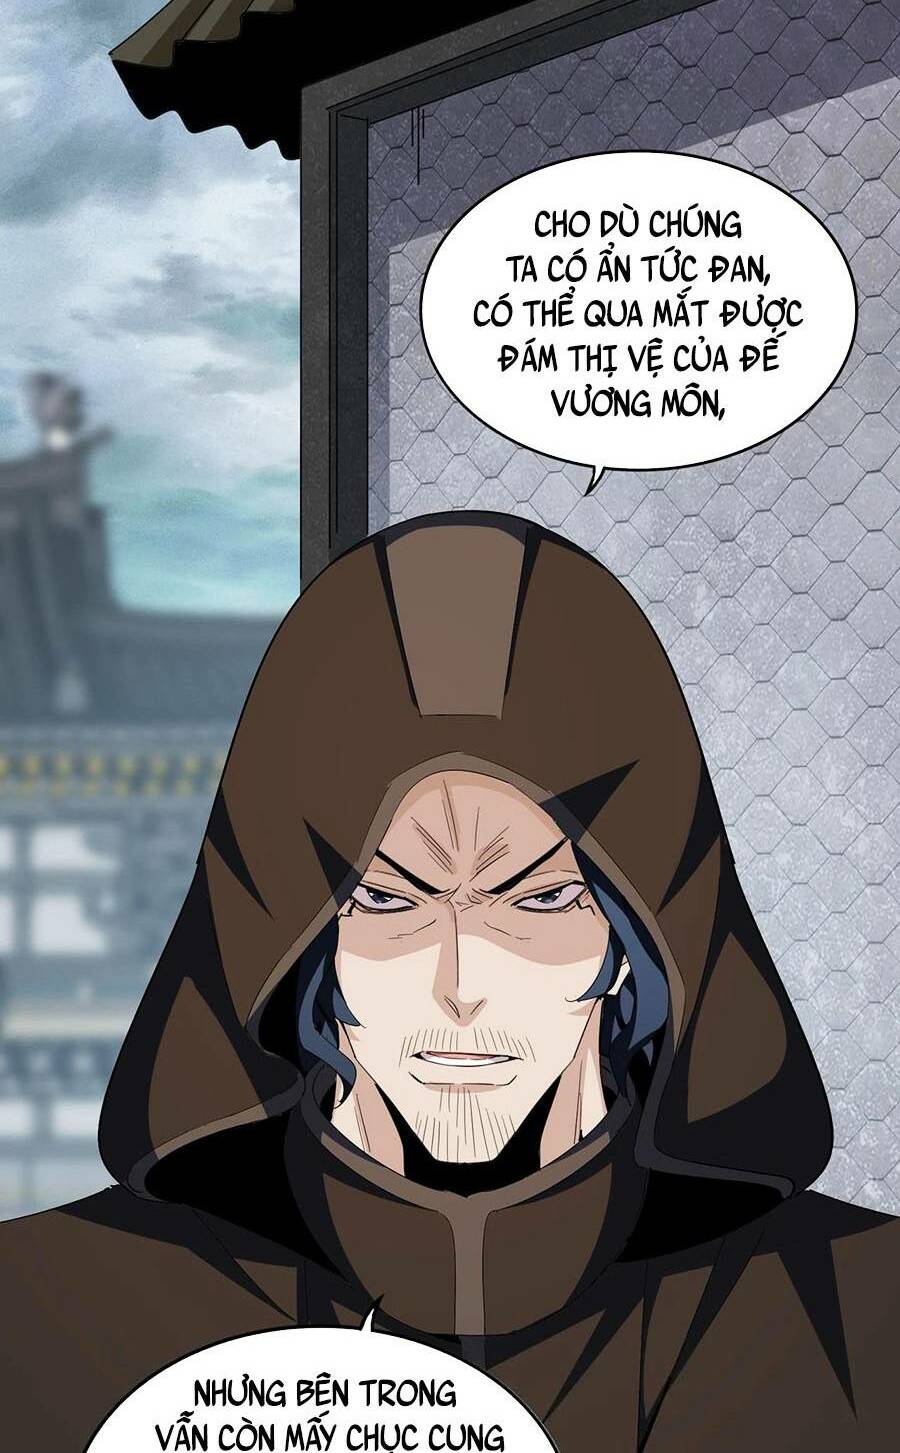 CHO DÙ CHÚNG
TA CÓ ẨN TỨC ĐAN,
CÓ THỂ QUA MẮT ĐƯỢC
ĐÁM THỊ VỆ CỦA ĐẾ
VƯƠNG MÔN,
NHƯNG BÊN TRONG
VẪN CÒN MẤY CHỤC CUNG